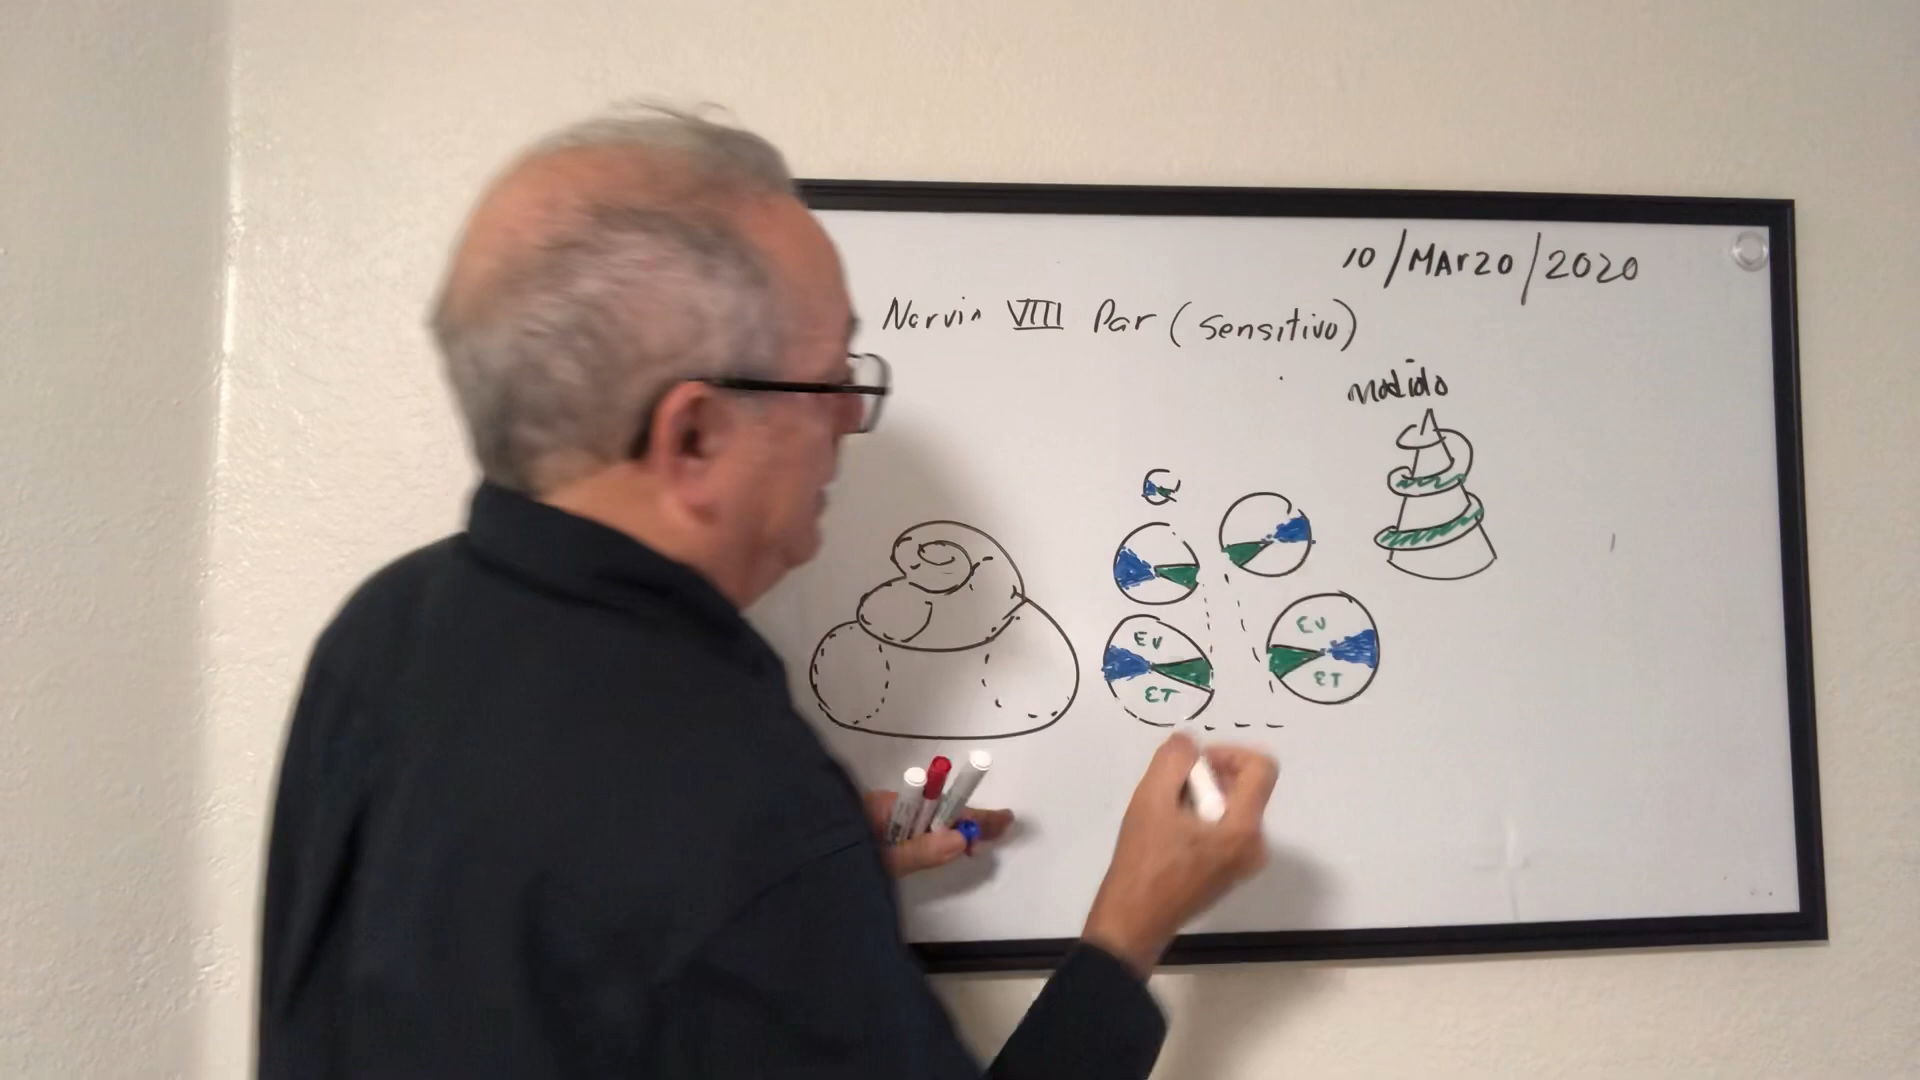 10/MARZO/2020
Nervio VIII Par (Sensitivo)
Modiolo
EV
EV
ET
ET